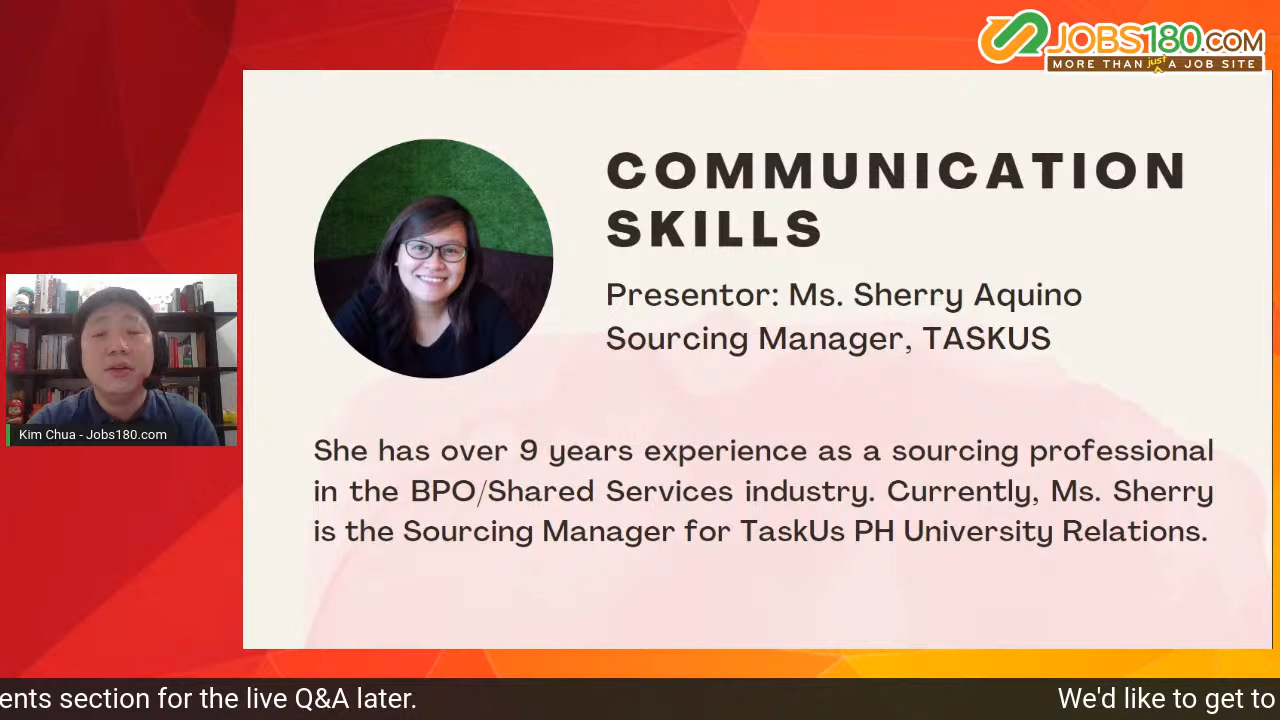 JOBS180.COM
MORE THAN just A JOB SITE
COMMUNICATION
SKILLS
Presentor: Ms. Sherry Aquino
Sourcing Manager, TASKUS
Kim Chua - Jobs180.com
She has over 9 years experience as a sourcing professional
in the BPO/Shared Services industry. Currently, Ms. Sherry
is the Sourcing Manager for TaskUs PH University Relations.
ents section for the live Q&A later.
We'd like to get to